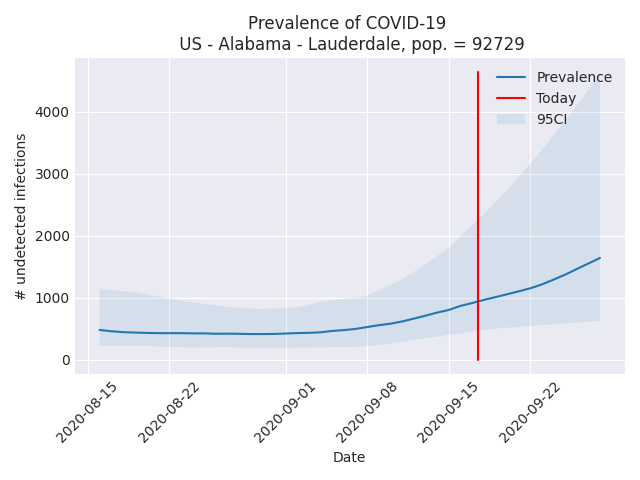 Prevalence of COVID-19
US - Alabama - Lauderdale, pop. = 92729
Prevalence
Today
95CI
# undetected infections
4000
3000
2000
1000
0
2020-08-15
2020-08-22
2020-09-01
2020-09-08
2020-09-15
2020-09-22
Date